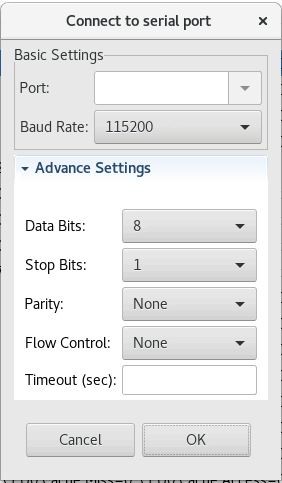 Connect to serial port ×
Basic Settings
Port:
Baud Rate: 115200
Advance Settings
Data Bits: 8
Stop Bits: 1
Parity: None
Flow Control: None
Timeout (sec):
Cancel OK